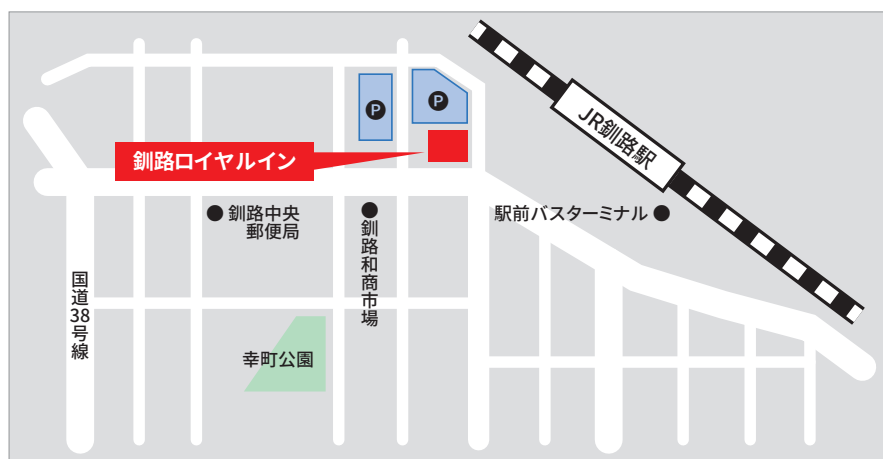 JR釧路駅
P
P
釧路ロイヤルイン
釧路中央
郵便局
釧路和商市場
駅前バスターミナル
国道38号線
幸町公園